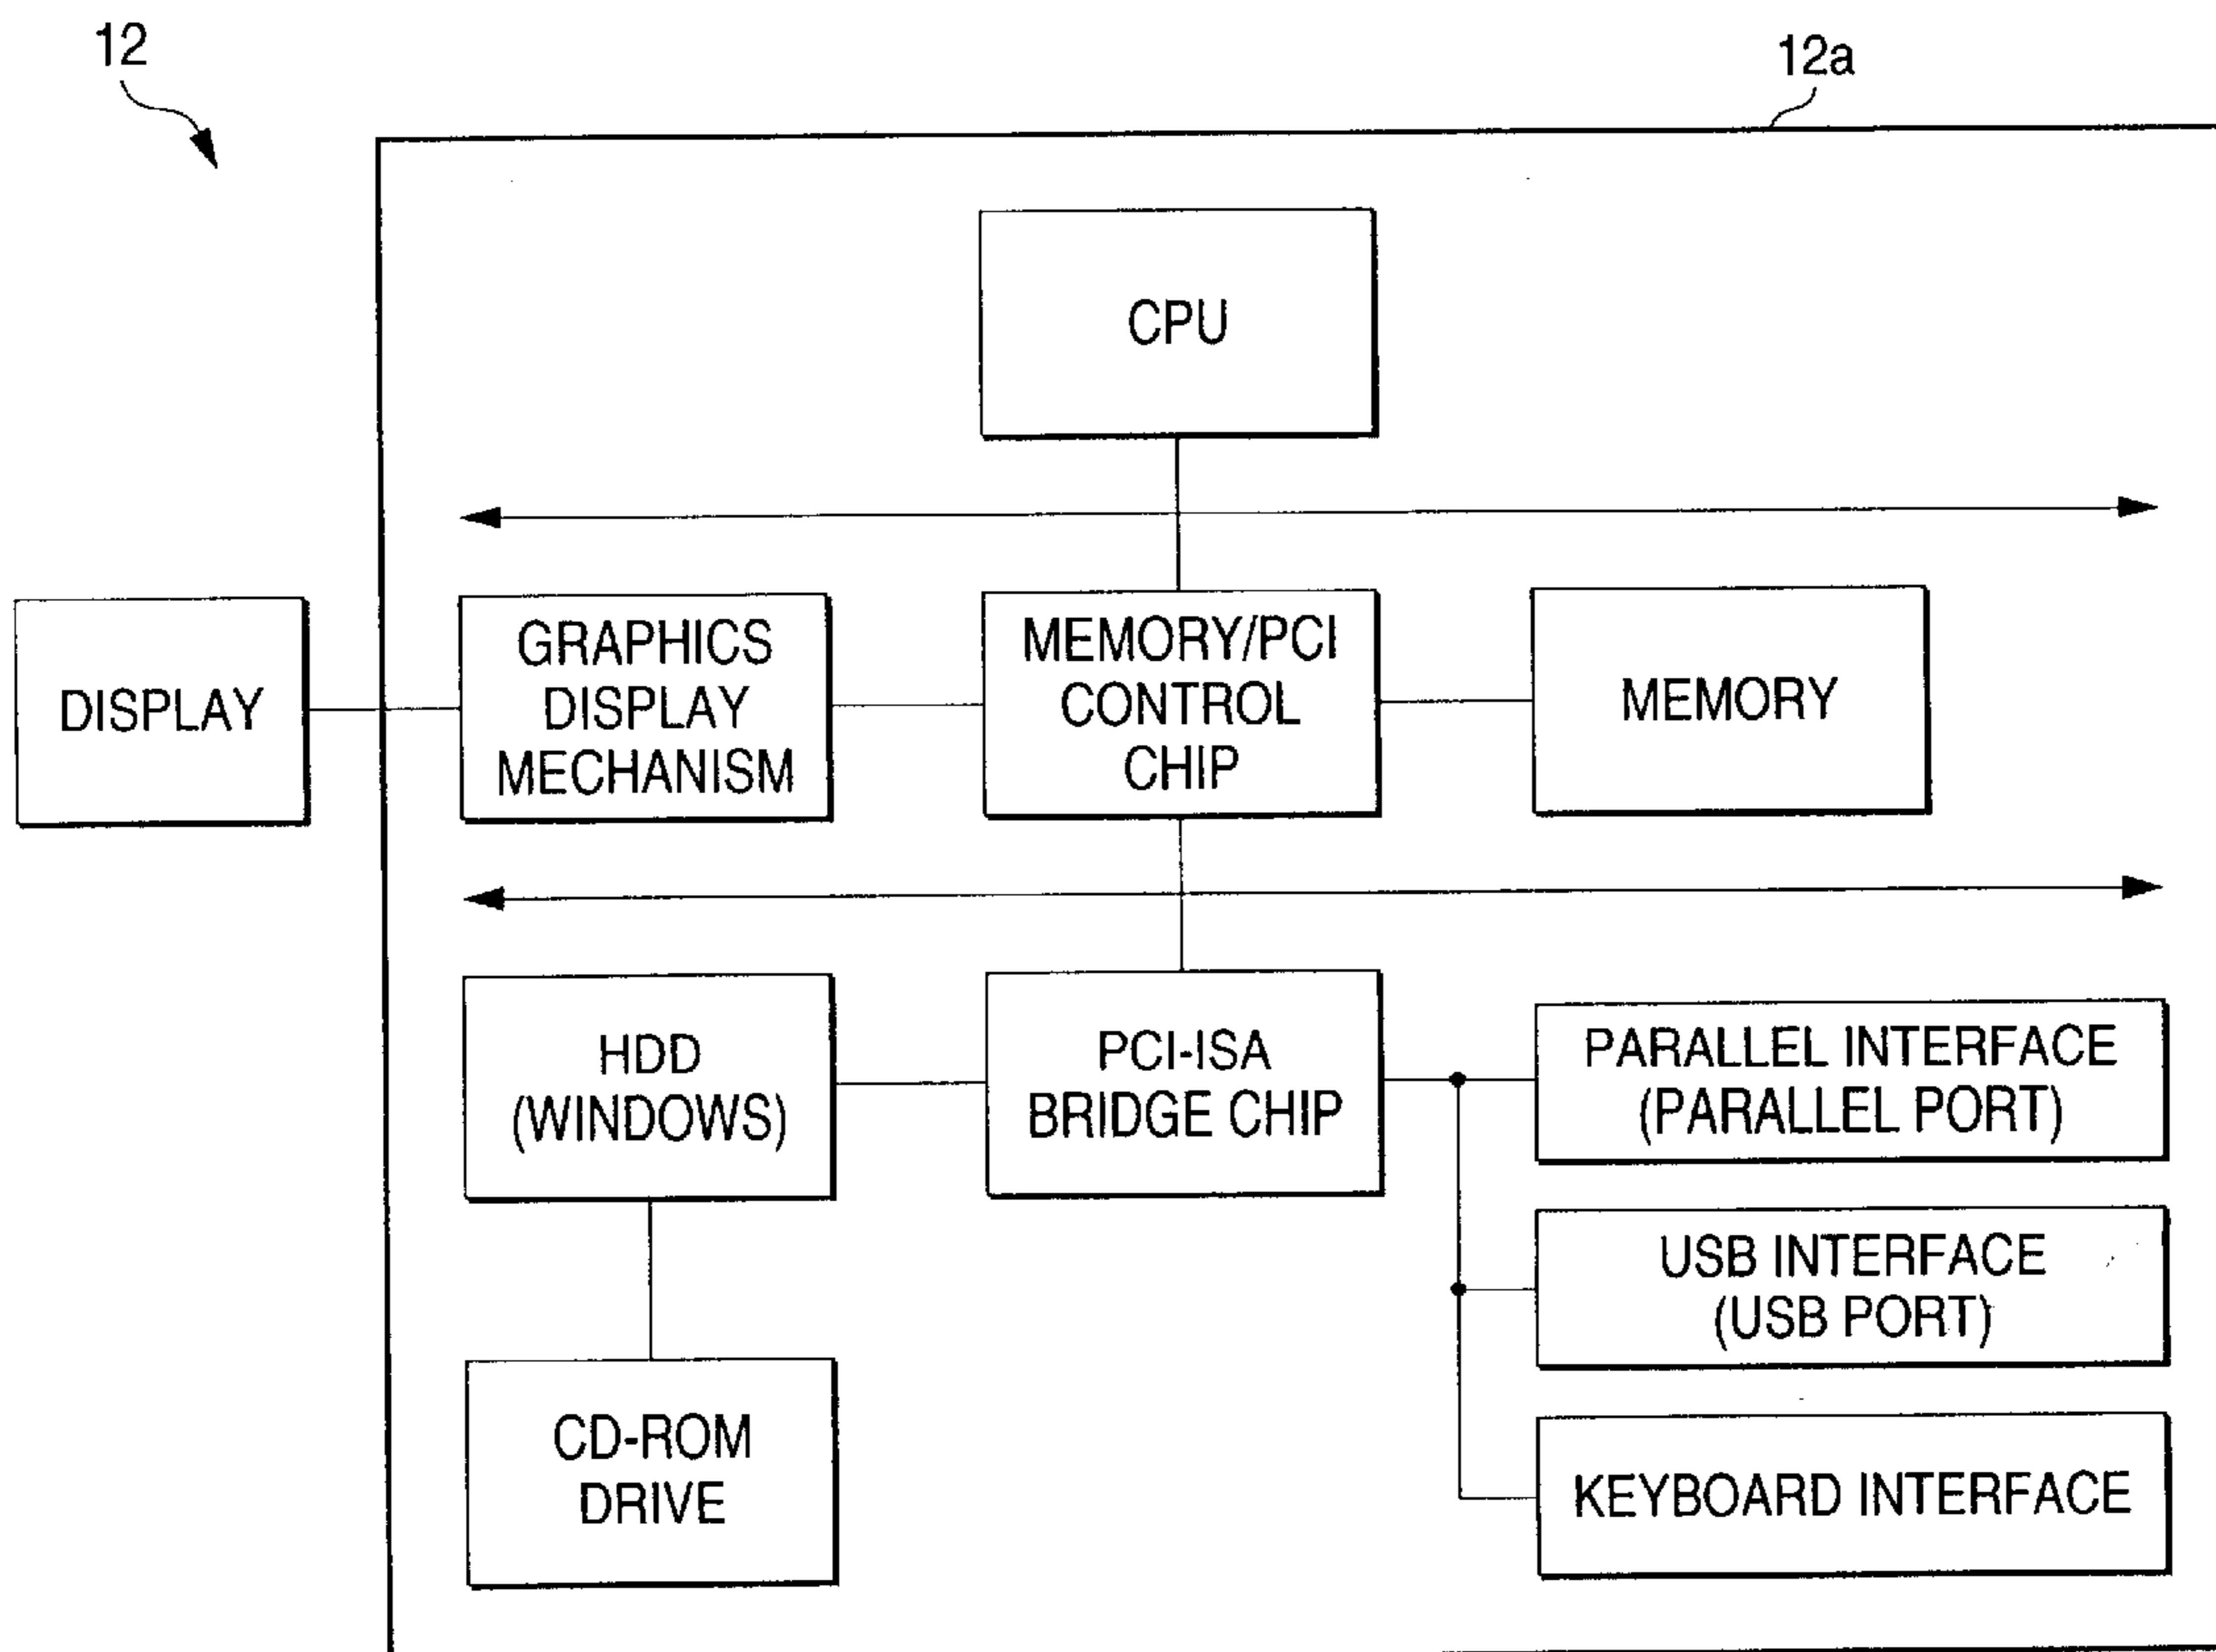 12
12a
CPU
DISPLAY
GRAPHICS
DISPLAY
MECHANISM
MEMORY/PCI
CONTROL
CHIP
MEMORY
HDD
(WINDOWS)
PCI-ISA
BRIDGE CHIP
PARALLEL INTERFACE
(PARALLEL PORT)
USB INTERFACE
(USB PORT)
CD-ROM
DRIVE
KEYBOARD INTERFACE